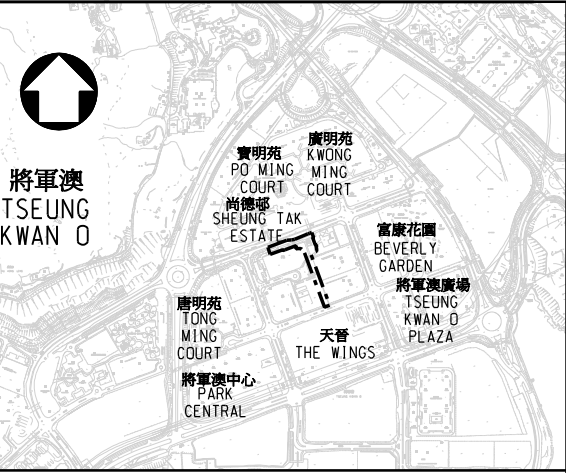 將軍澳
TSEUNG
KWAN O
寶明苑
PO MING
COURT
廣明苑
KWONG
MING
COURT
尚德邨
SHEUNG TAK
ESTATE
富康花園
BEVERLY
GARDEN
將軍澳廣場
TSEUNG
KWAN O
PLAZA
唐明苑
TONG
MING
COURT
天晉
THE WINGS
將軍澳中心
PARK
CENTRAL